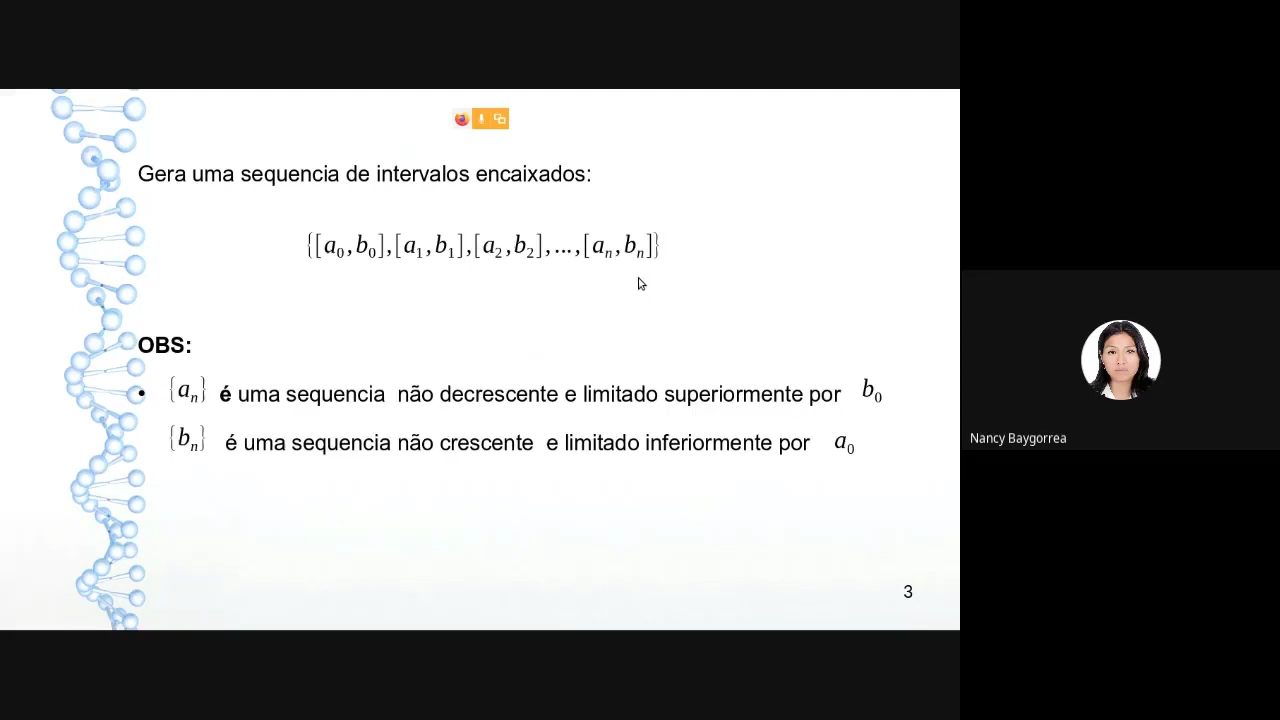 Gera uma sequencia de intervalos encaixados:
{[a₀,b₀],[a₁,b₁],[a₂,b₂],...,[aₙ,bₙ]}
OBS:
• {aₙ} é uma sequencia não decrescente e limitado superiormente por b₀
{bₙ} é uma sequencia não crescente e limitado inferiormente por a₀
3
Nancy Baygorrea